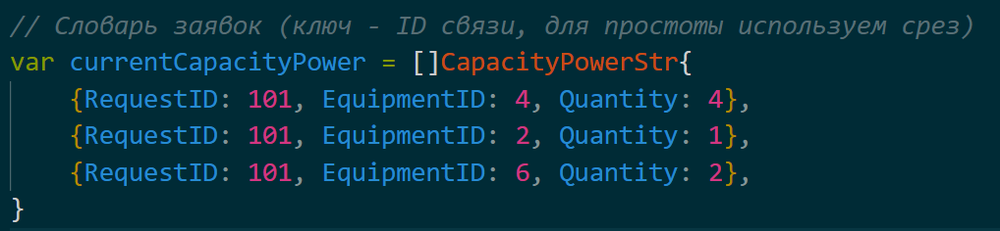 // Словарь заявок (ключ - ID связи, для простоты используем срез)
var currentCapacityPower = []CapacityPowerStr{
    {RequestID: 101, EquipmentID: 4, Quantity: 4},
    {RequestID: 101, EquipmentID: 2, Quantity: 1},
    {RequestID: 101, EquipmentID: 6, Quantity: 2},
}